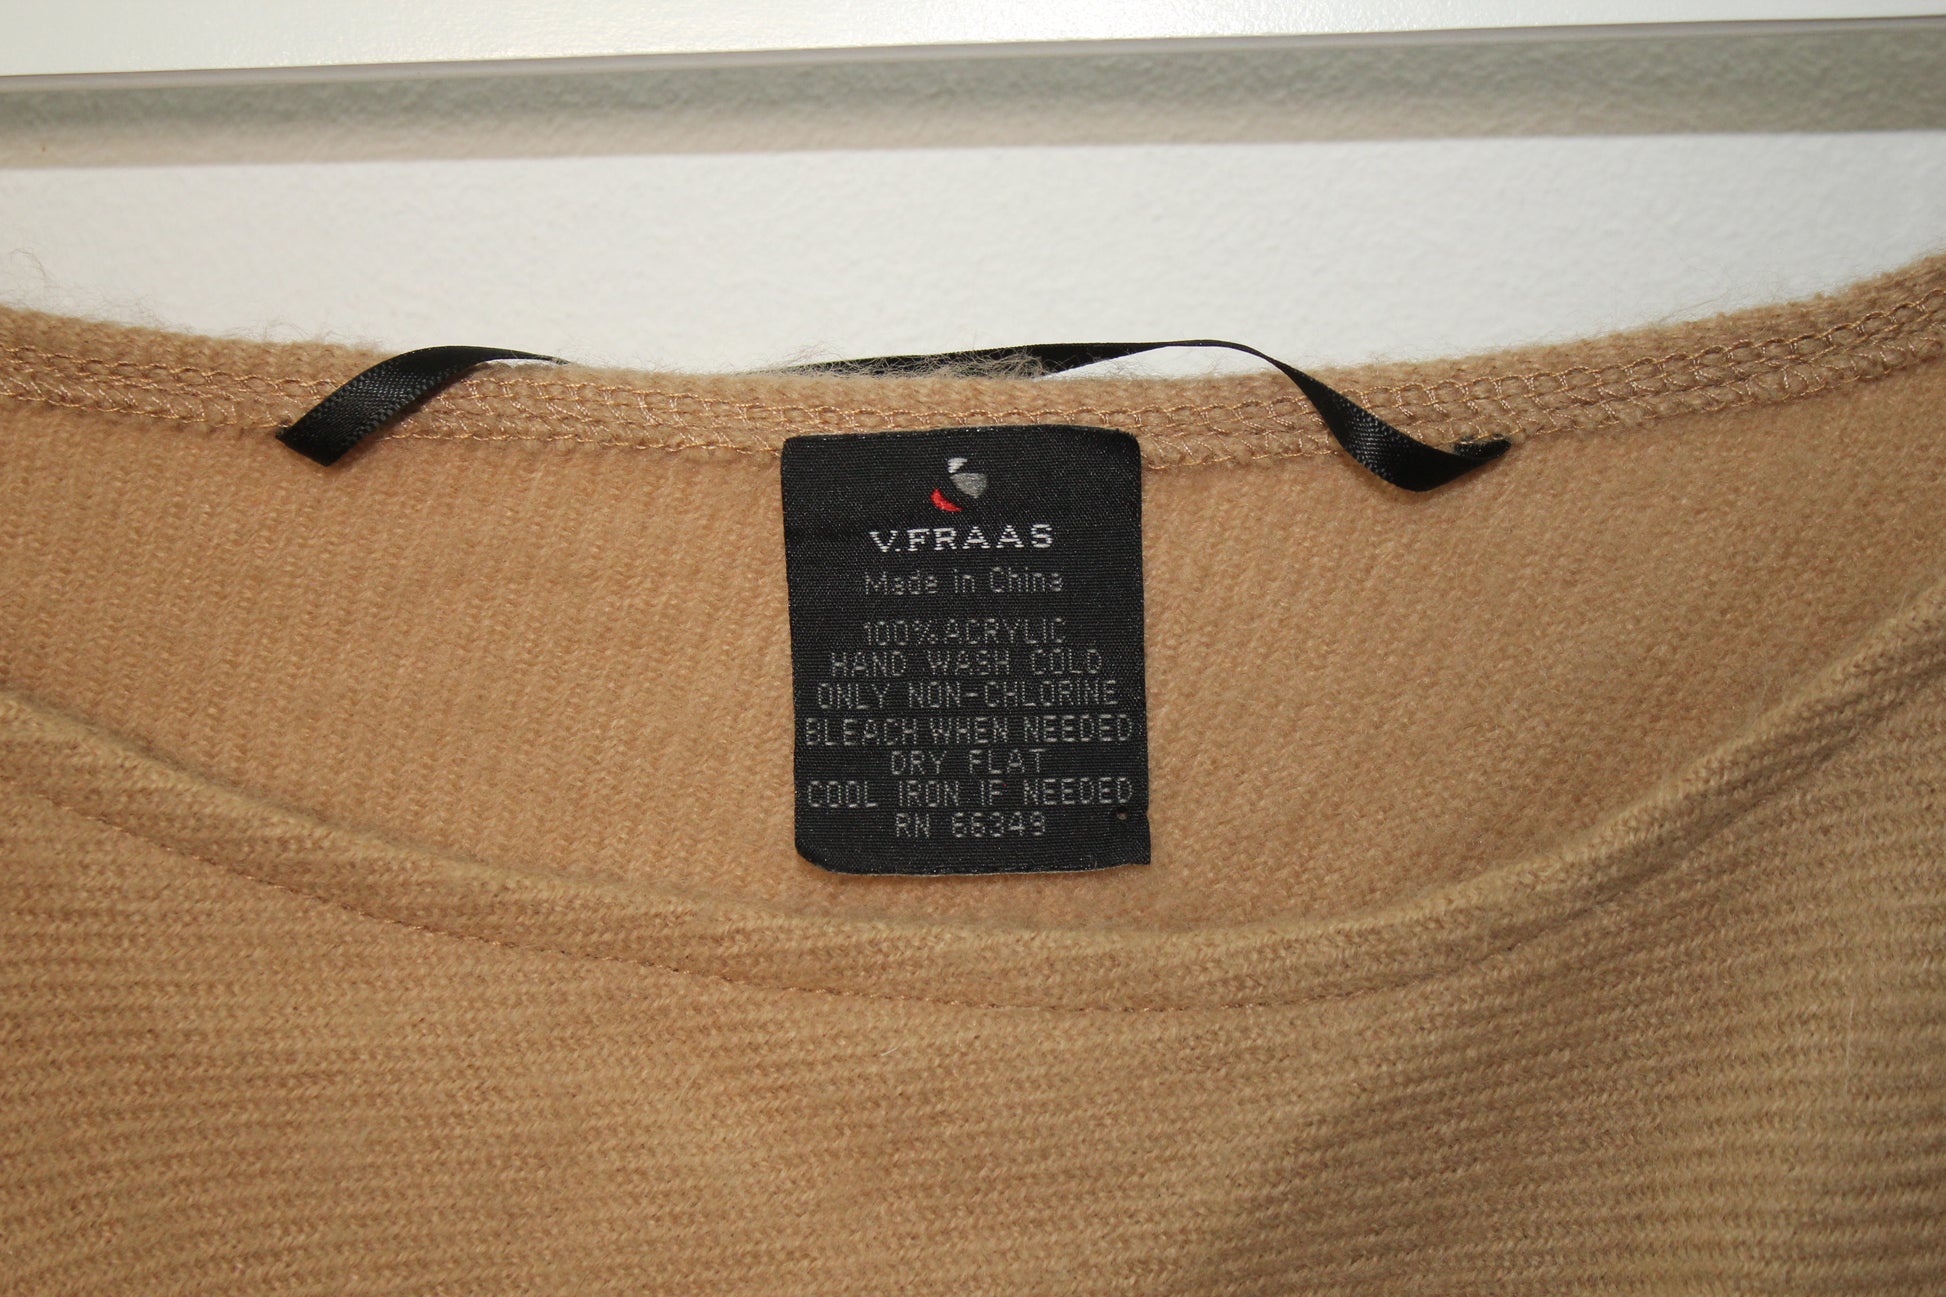 V.FRAAS
Made in China
100% ACRYLIC
HAND WASH COLD
ONLY NON-CHLORINE
BLEACH WHEN NEEDED
DRY FLAT
COOL IRON IF NEEDED
RN 66349